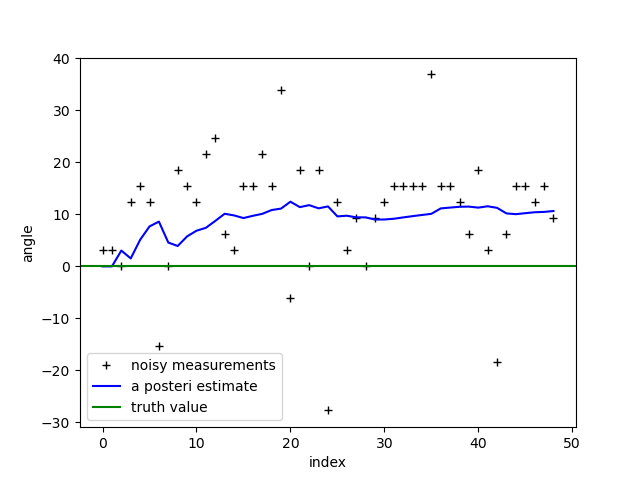 40
30
20
10
0
−10
−20
−30
angle
noisy measurements
a posteri estimate
truth value
0
10
20
30
40
50
index